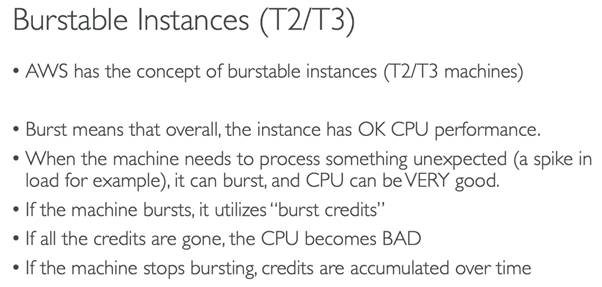 Burstable Instances (T2/T3)
• AWS has the concept of burstable instances (T2/T3 machines)
• Burst means that overall, the instance has OK CPU performance.
• When the machine needs to process something unexpected (a spike in
load for example), it can burst, and CPU can be VERY good.
• If the machine bursts, it utilizes “burst credits”
• If all the credits are gone, the CPU becomes BAD
• If the machine stops bursting, credits are accumulated over time